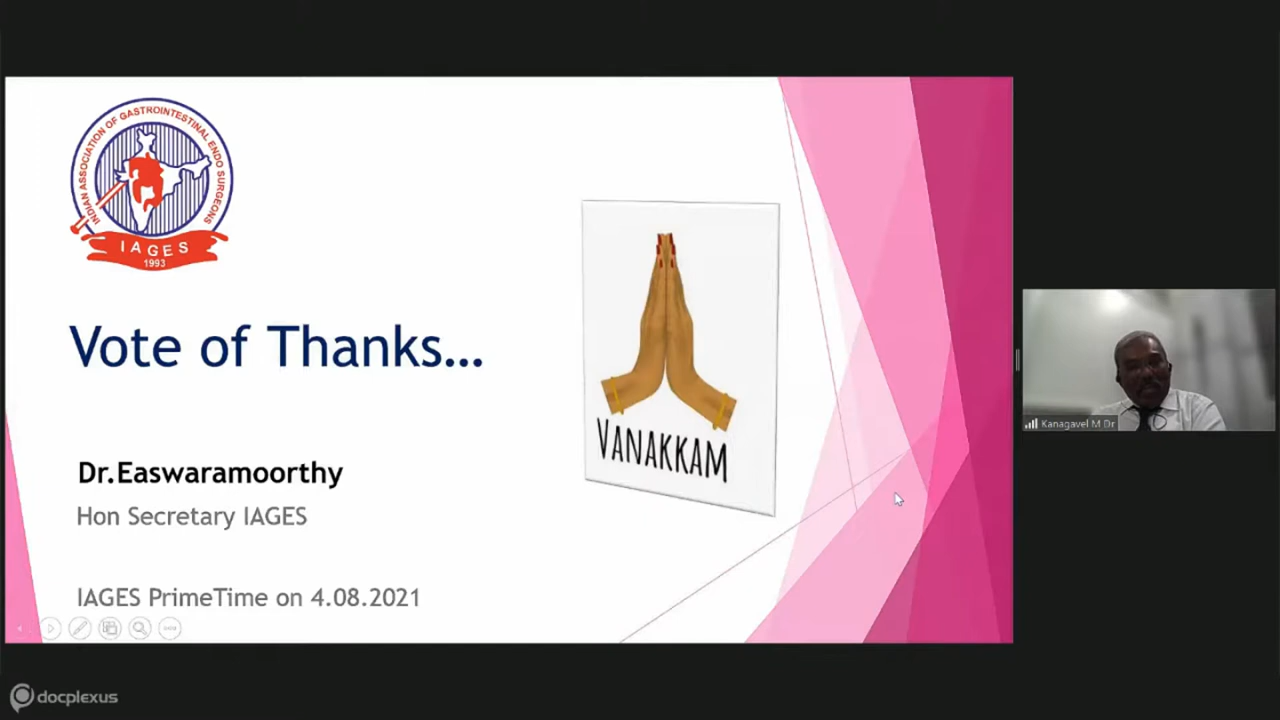 INDIAN ASSOCIATION OF GASTROINTESTINAL ENDO SURGEONS
IAGES
1993
Vote of Thanks...
VANAKKAM
Dr.Easwaramoorthy
Hon Secretary IAGES
IAGES PrimeTime on 4.08.2021
Kanagavel M Dr
docplexus